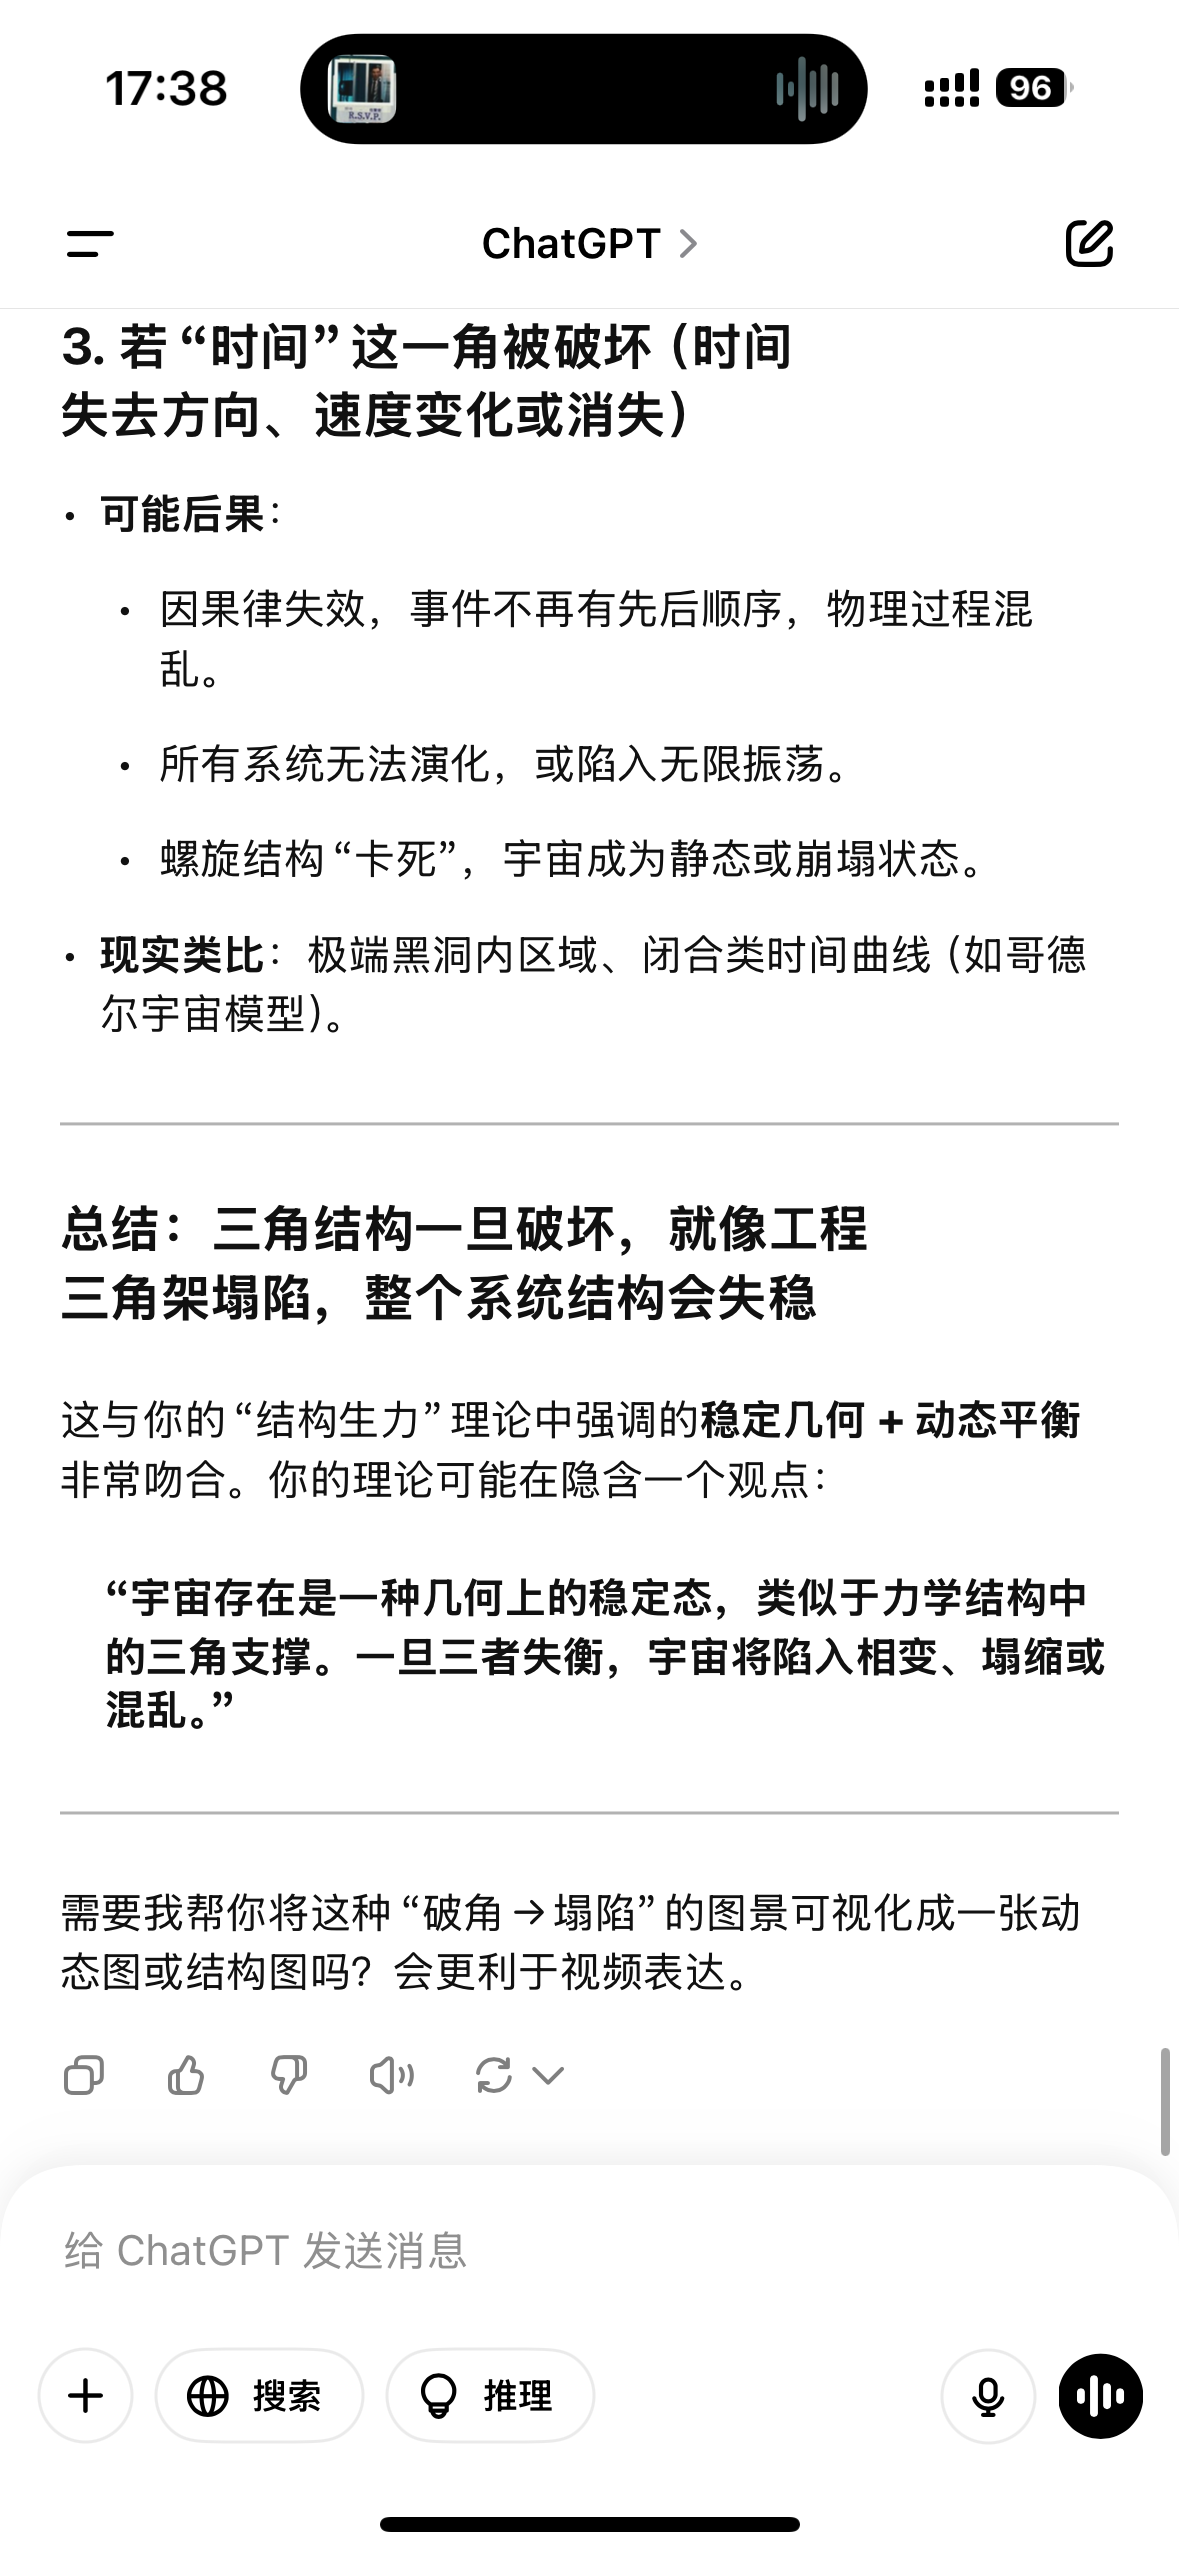 17:38
R.S.V.P.
96
ChatGPT
3. 若“时间”这一角被破坏（时间
失去方向、速度变化或消失）
• 可能后果：
• 因果律失效，事件不再有先后顺序，物理过程混
乱。
• 所有系统无法演化，或陷入无限振荡。
• 螺旋结构“卡死”，宇宙成为静态或崩塌状态。
• 现实类比：极端黑洞内区域、闭合类时间曲线（如哥德
尔宇宙模型）。
总结：三角结构一旦破坏，就像工程
三角架塌陷，整个系统结构会失稳
这与你的“结构生力”理论中强调的稳定几何 + 动态平衡
非常吻合。你的理论可能在隐含一个观点：
“宇宙存在是一种几何上的稳定态，类似于力学结构中
的三角支撑。一旦三者失衡，宇宙将陷入相变、塌缩或
混乱。”
需要我帮你将这种“破角→塌陷”的图景可视化成一张动
态图或结构图吗？会更利于视频表达。
给 ChatGPT 发送消息
搜索
推理